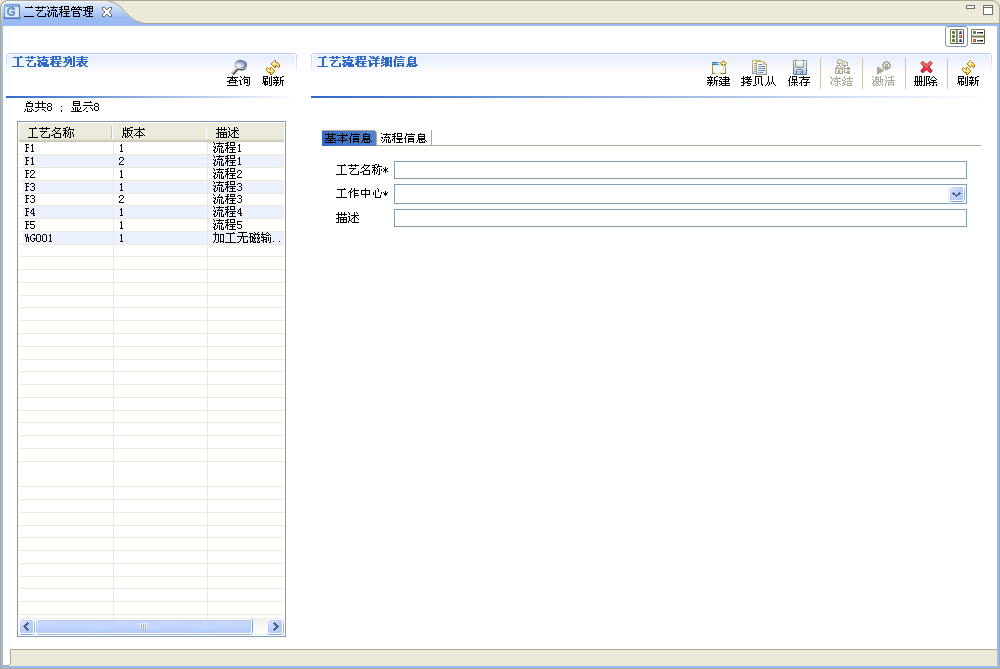 工艺流程管理
工艺流程列表
查询 刷新
总共8 ；显示8
工艺名称 版本 描述
P1 1 流程1
P1 2 流程1
P2 1 流程2
P3 1 流程3
P3 2 流程3
P4 1 流程4
P5 1 流程5
WG001 1 加工无磁输..
工艺流程详细信息
新建 拷贝从 保存 冻结 激活 删除 刷新
基本信息 流程信息
工艺名称*
工作中心*
描述